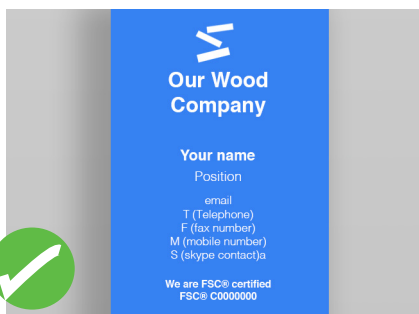 Our Wood
Company
Your name
Position
email
T (Telephone)
F (fax number)
M (mobile number)
S (skype contact)a
We are FSC® certified
FSC® C0000000